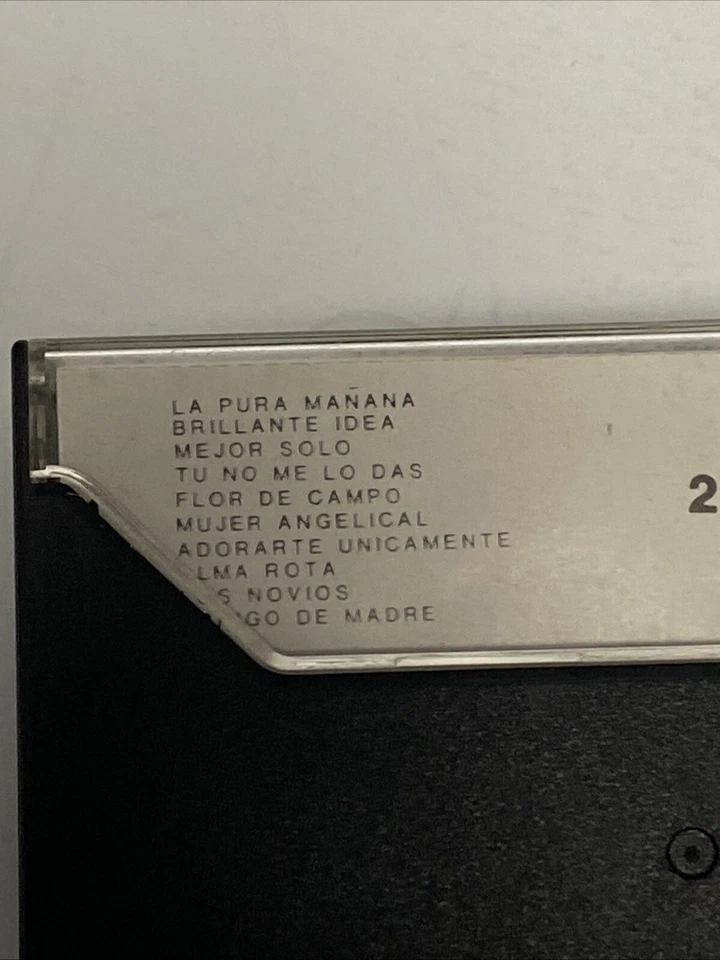 LA PURA MAÑANA
BRILLANTE IDEA
MEJOR SOLO
TU NO ME LO DAS
FLOR DE CAMPO
MUJER ANGELICAL
ADORARTE UNICAMENTE
ROTA
NOVIOS
DE MADRE
2